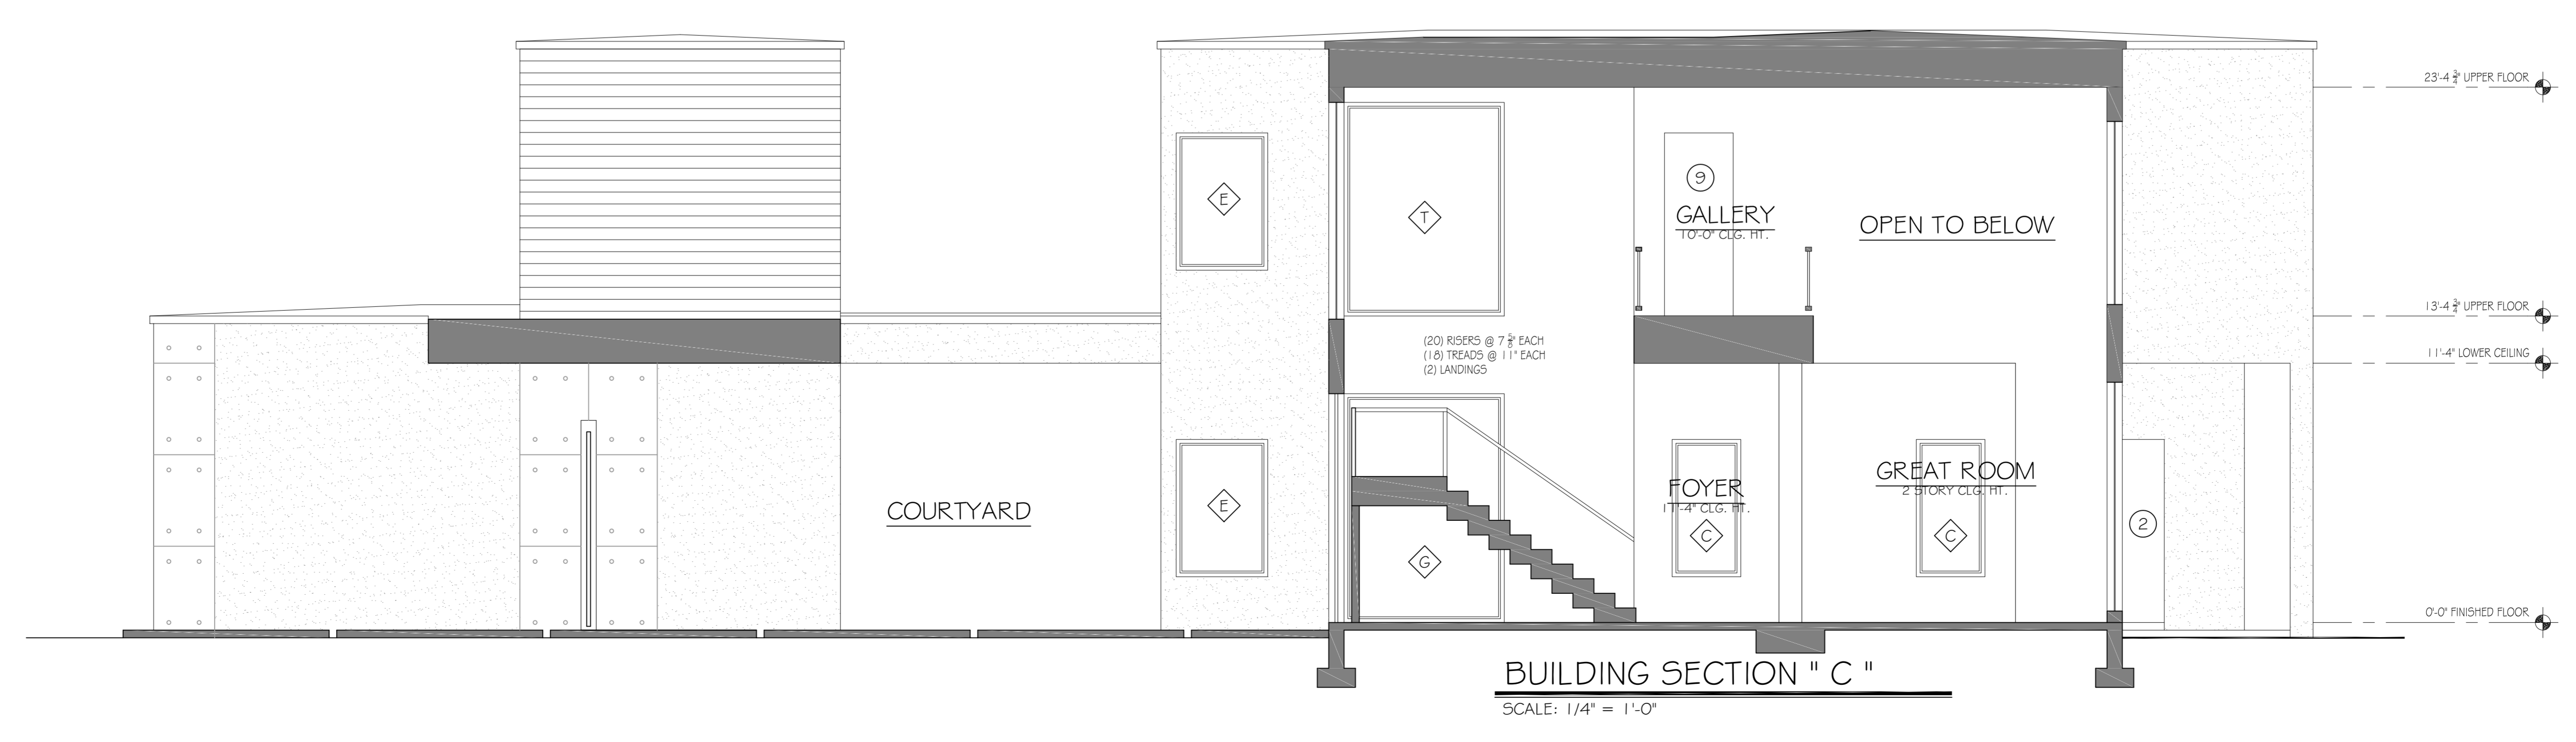 23'-4 3/4" UPPER FLOOR
E
T
9
GALLERY
10'-0" CLG. HT.
OPEN TO BELOW
13'-4 3/4" UPPER FLOOR
(20) RISERS @ 7 5/8" EACH
(18) TREADS @ 11" EACH
(2) LANDINGS
11'-4" LOWER CEILING
COURTYARD
E
G
FOYER
11'-4" CLG. HT.
C
GREAT ROOM
2 STORY CLG. HT.
C
2
0'-0" FINISHED FLOOR
BUILDING SECTION " C "
SCALE: 1/4" = 1'-0"